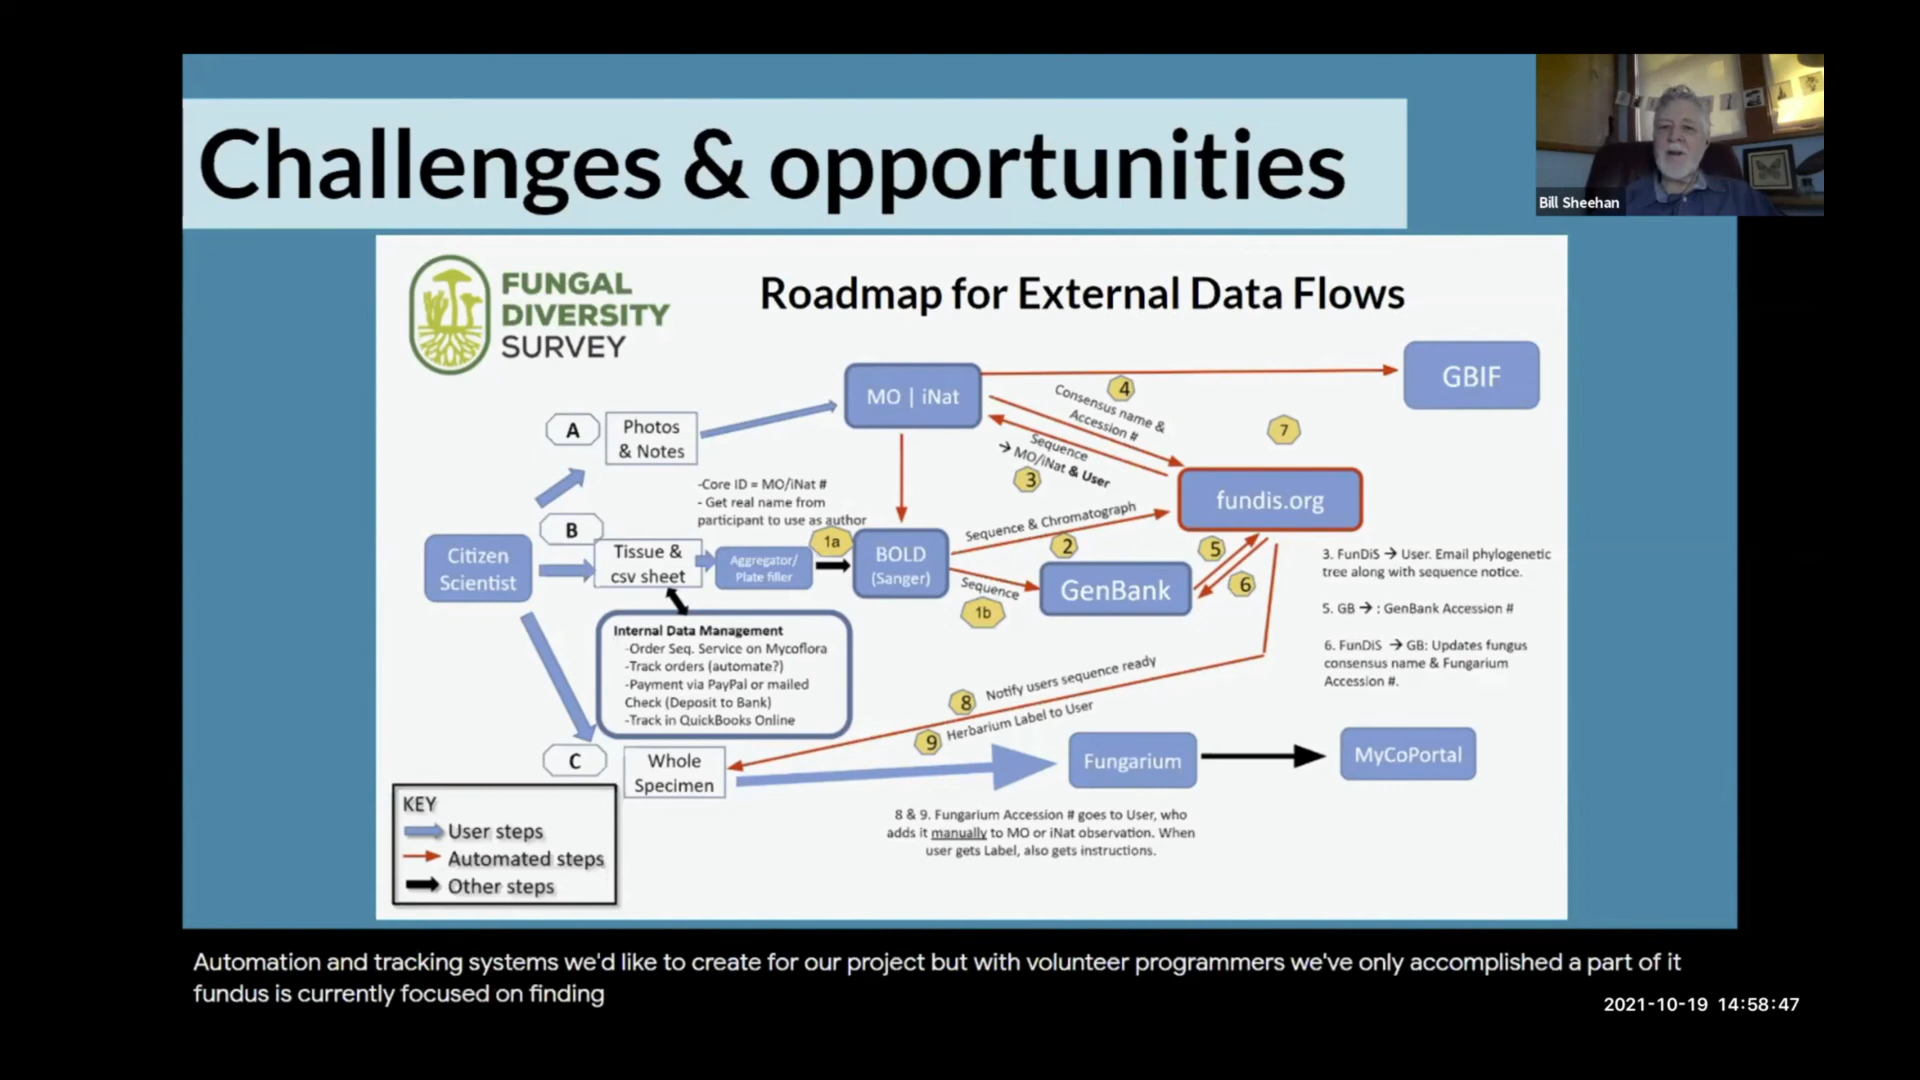 Challenges & opportunities
Bill Sheehan
FUNGAL
DIVERSITY
SURVEY
Roadmap for External Data Flows
GBIF
MO | iNat
4
Consensus name &
Accession #
7
A
Photos
& Notes
Sequence
→ MO/iNat & User
3
-Core ID = MO/iNat #
- Get real name from
participant to use as author
fundis.org
B
1a
Sequence & Chromatograph
2
Citizen
Scientist
Tissue &
csv sheet
Aggregator/
Plate filler
BOLD
(Sanger)
5
6
Sequence
1b
GenBank
3. FunDiS → User. Email phylogenetic
tree along with sequence notice.
5. GB → : GenBank Accession #
6. FunDiS → GB: Updates fungus
consensus name & Fungarium
Accession #.
Internal Data Management
-Order Seq. Service on Mycoflora
-Track orders (automate?)
-Payment via PayPal or mailed
Check (Deposit to Bank)
-Track in QuickBooks Online
8
Notify users sequence ready
9
Herbarium Label to User
C
Whole
Specimen
Fungarium
MyCoPortal
KEY
User steps
Automated steps
Other steps
8 & 9. Fungarium Accession # goes to User, who
adds it manually to MO or iNat observation. When
user gets Label, also gets instructions.
Automation and tracking systems we'd like to create for our project but with volunteer programmers we've only accomplished a part of it
fundus is currently focused on finding
2021-10-19 14:58:47